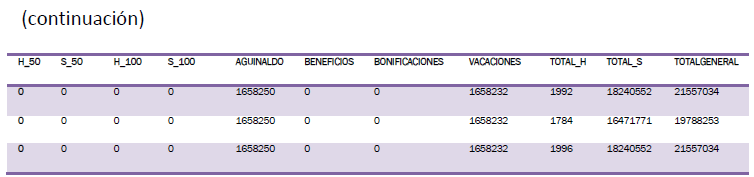 (continuación)
H_50 S_50 H_100 S_100 AGUINALDO BENEFICIOS BONIFICACIONES VACACIONES TOTAL_H TOTAL_S TOTALGENERAL
0 0 0 0 1658250 0 0 1658232 1992 18240552 21557034
0 0 0 0 1658250 0 0 1658232 1784 16471771 19788253
0 0 0 0 1658250 0 0 1658232 1996 18240552 21557034